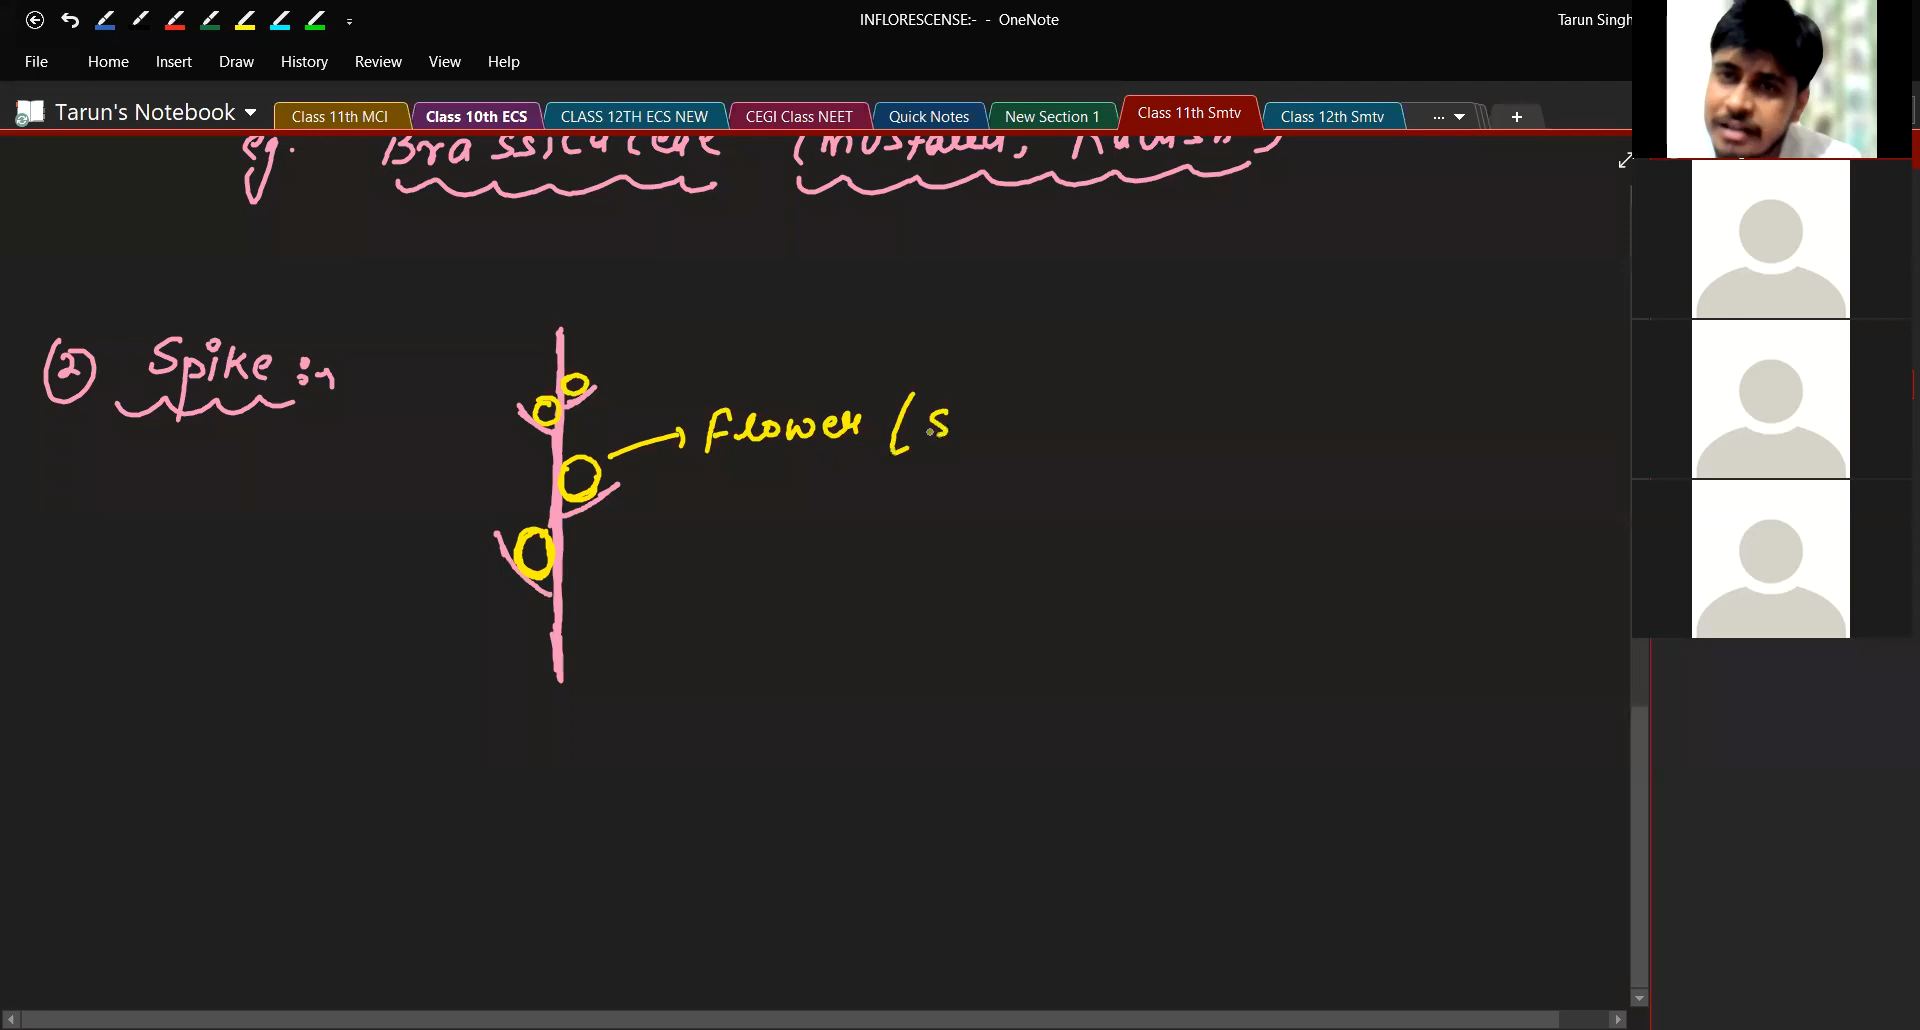 INFLORESCENSE:- - OneNote
Tarun Singh
File Home Insert Draw History Review View Help
Tarun's Notebook
Class 11th MCI Class 10th ECS CLASS 12TH ECS NEW CEGI Class NEET Quick Notes New Section 1 Class 11th Smtv Class 12th Smtv ... +
eg.
② Spike :→
Flower (S